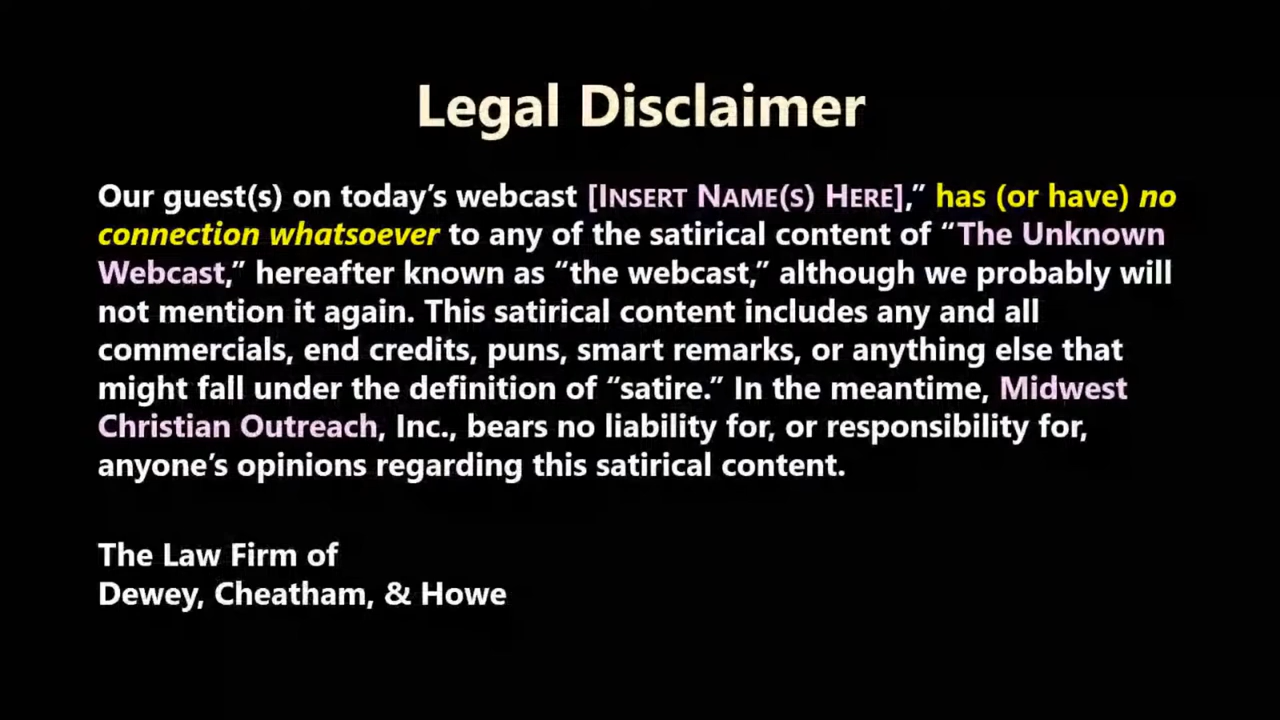 Legal Disclaimer
Our guest(s) on today’s webcast [INSERT NAME(S) HERE],” has (or have) no
connection whatsoever to any of the satirical content of “The Unknown
Webcast,” hereafter known as “the webcast,” although we probably will
not mention it again. This satirical content includes any and all
commercials, end credits, puns, smart remarks, or anything else that
might fall under the definition of “satire.” In the meantime, Midwest
Christian Outreach, Inc., bears no liability for, or responsibility for,
anyone’s opinions regarding this satirical content.
The Law Firm of
Dewey, Cheatham, & Howe